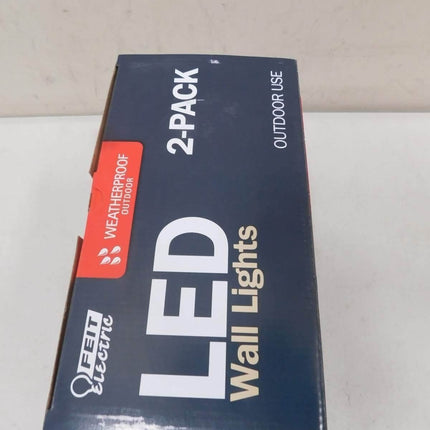 FEIT
Electric
WEATHERPROOF
OUTDOOR
LED
Wall Lights
2-PACK
OUTDOOR USE